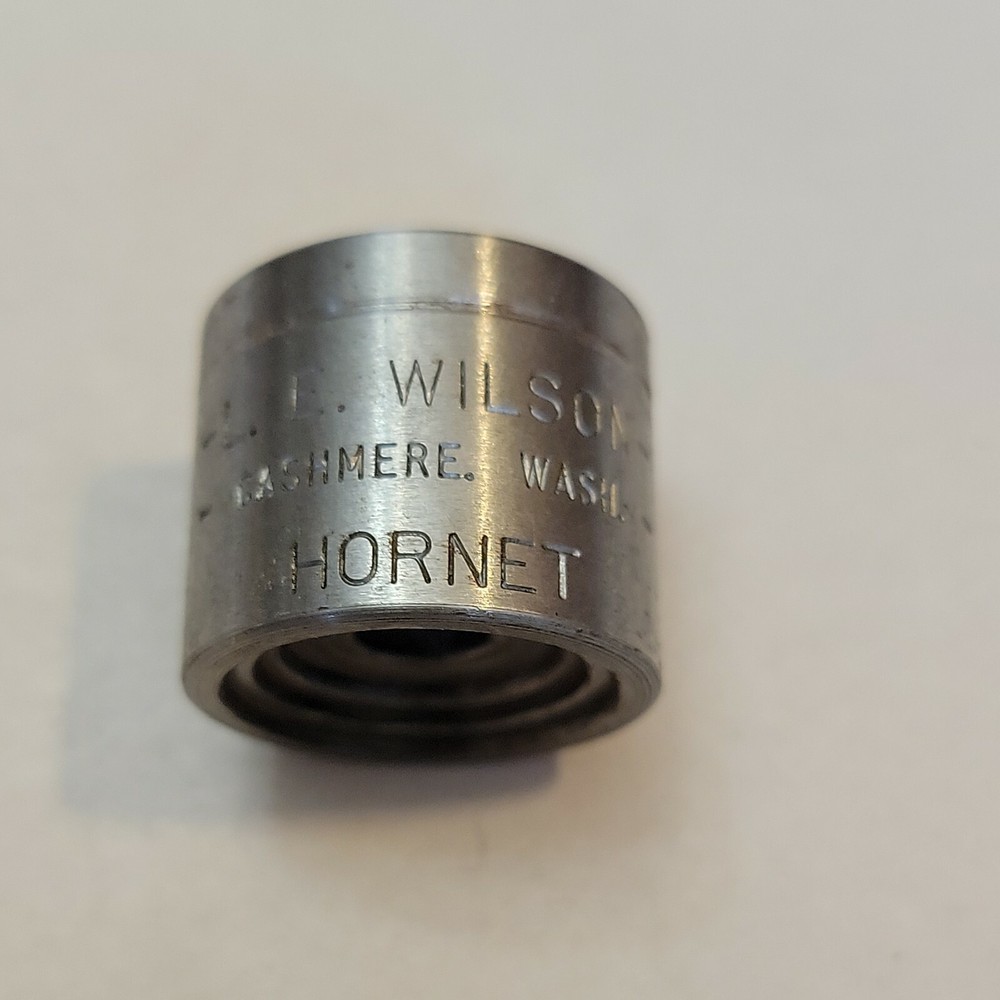 L. E. WILSON
CASHMERE. WASH.
HORNET